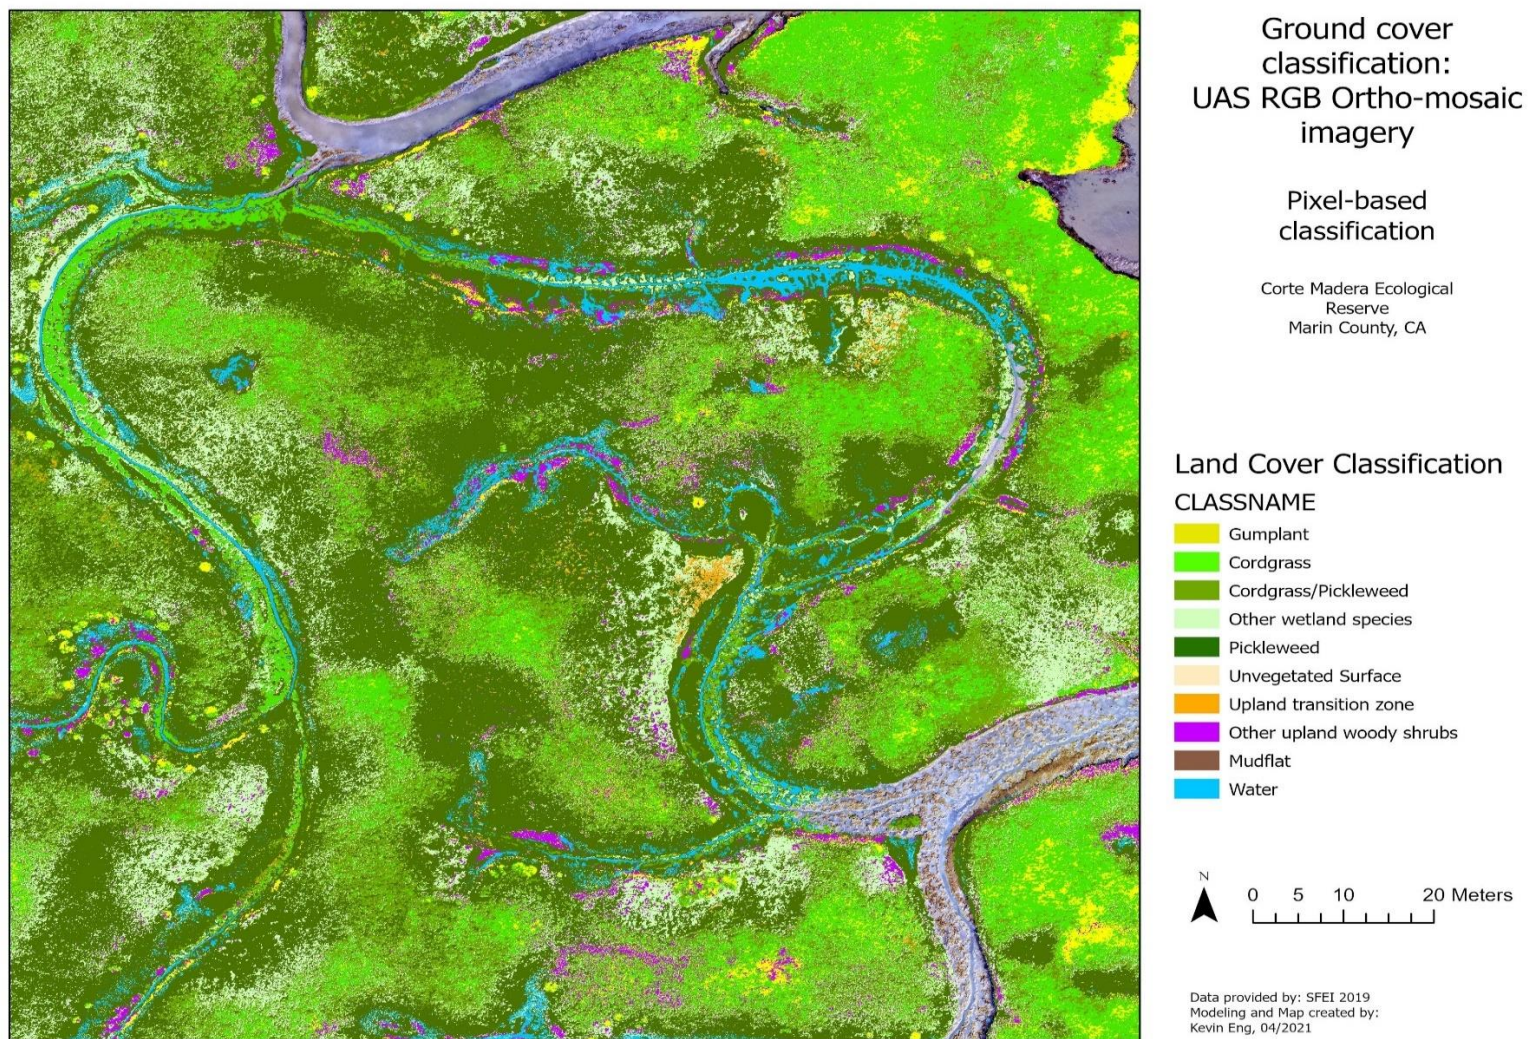 Ground cover
classification:
UAS RGB Ortho-mosaic
imagery
Pixel-based
classification
Corte Madera Ecological
Reserve
Marin County, CA
Land Cover Classification
CLASSNAME
Gumplant
Cordgrass
Cordgrass/Pickleweed
Other wetland species
Pickleweed
Unvegetated Surface
Upland transition zone
Other upland woody shrubs
Mudflat
Water
N
0 5 10 20 Meters
Data provided by: SFEI 2019
Modeling and Map created by:
Kevin Eng, 04/2021